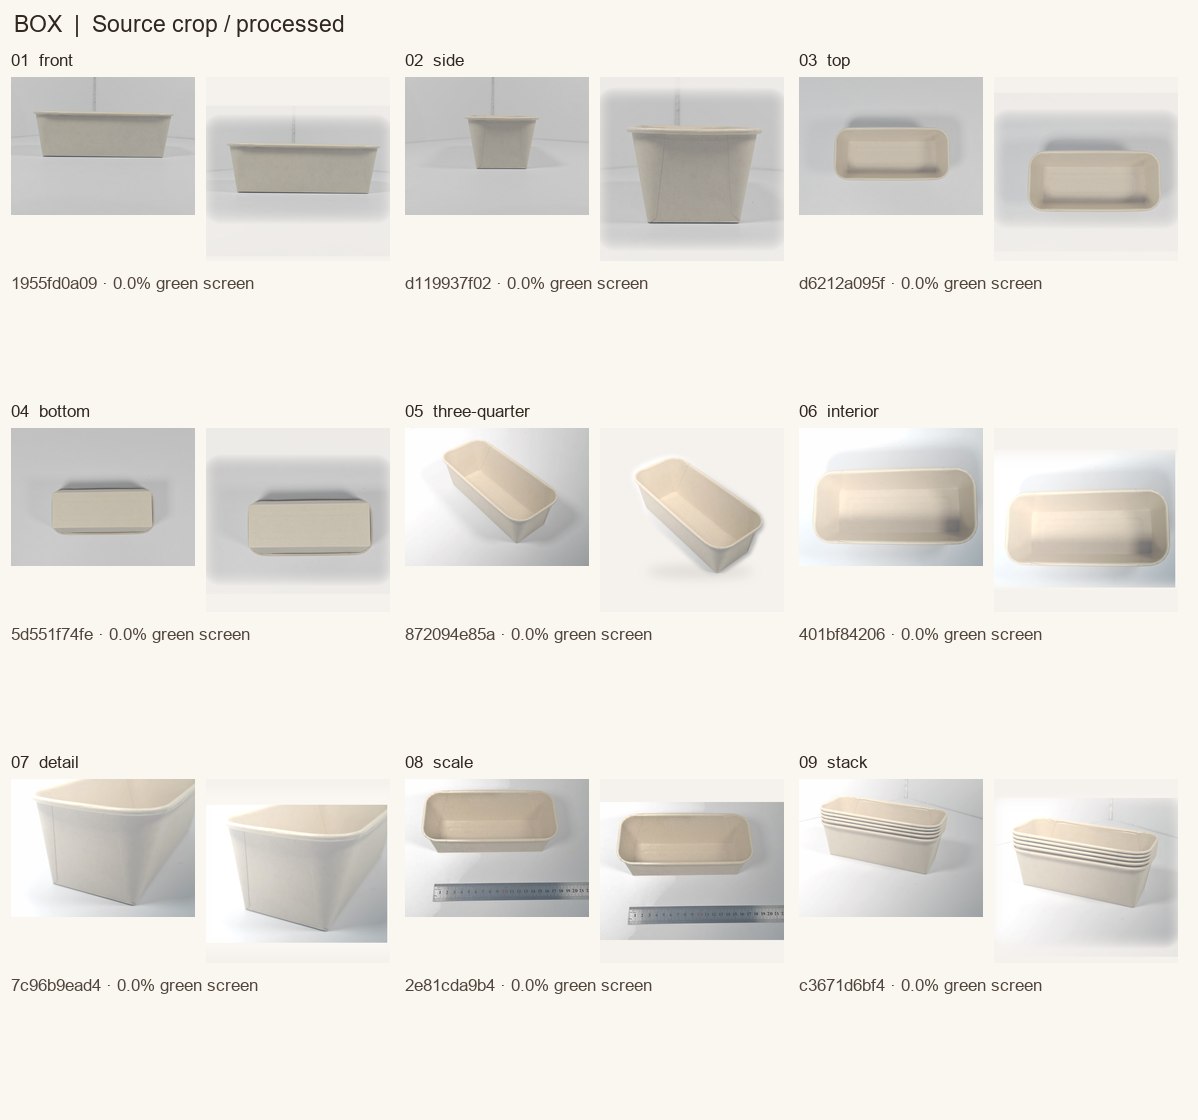 BOX | Source crop / processed
01 front
02 side
03 top
1955fd0a09 · 0.0% green screen
d119937f02 · 0.0% green screen
d6212a095f · 0.0% green screen
04 bottom
05 three-quarter
06 interior
5d551f74fe · 0.0% green screen
872094e85a · 0.0% green screen
401bf84206 · 0.0% green screen
07 detail
08 scale
09 stack
7c96b9ead4 · 0.0% green screen
2e81cda9b4 · 0.0% green screen
c3671d6bf4 · 0.0% green screen